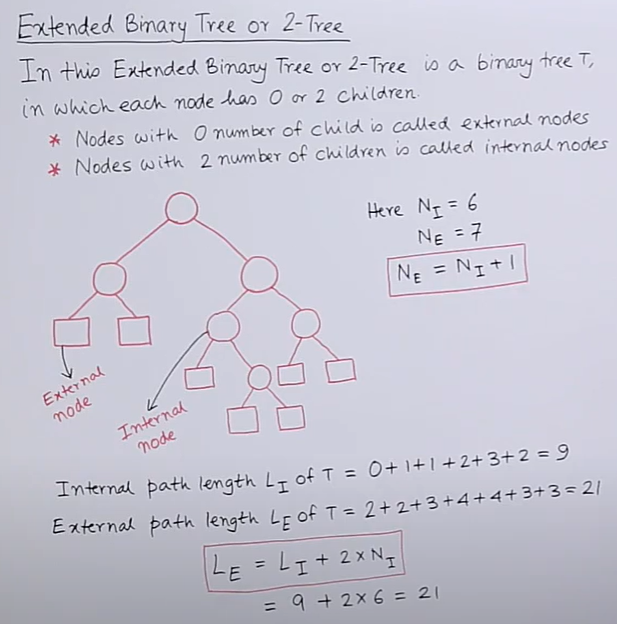 Extended Binary Tree or 2-Tree
In this Extended Binary Tree or 2-Tree is a binary tree T,
in which each node has 0 or 2 children.
* Nodes with 0 number of child is called external nodes
* Nodes with 2 number of children is called internal nodes
Here N_I = 6
N_E = 7
N_E = N_I + 1
External
node
Internal
node
Internal path length L_I of T = 0+1+1+2+3+2 = 9
External path length L_E of T = 2+2+3+4+4+3+3 = 21
L_E = L_I + 2 x N_I
= 9 + 2x6 = 21